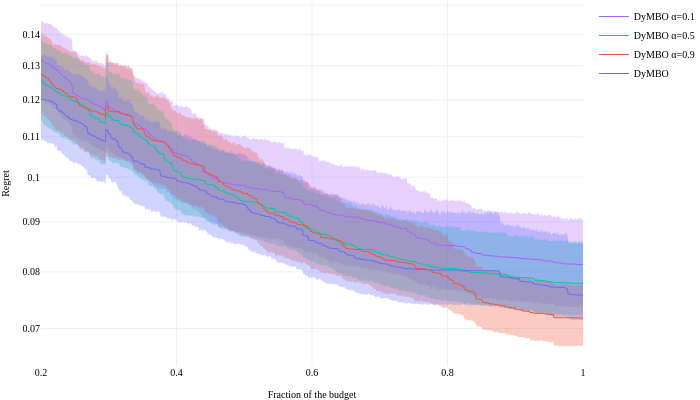 DyMBO α=0.1
DyMBO α=0.5
DyMBO α=0.9
DyMBO
0.14
0.13
0.12
0.11
0.1
0.09
0.08
0.07
Regret
0.2
0.4
0.6
0.8
1
Fraction of the budget